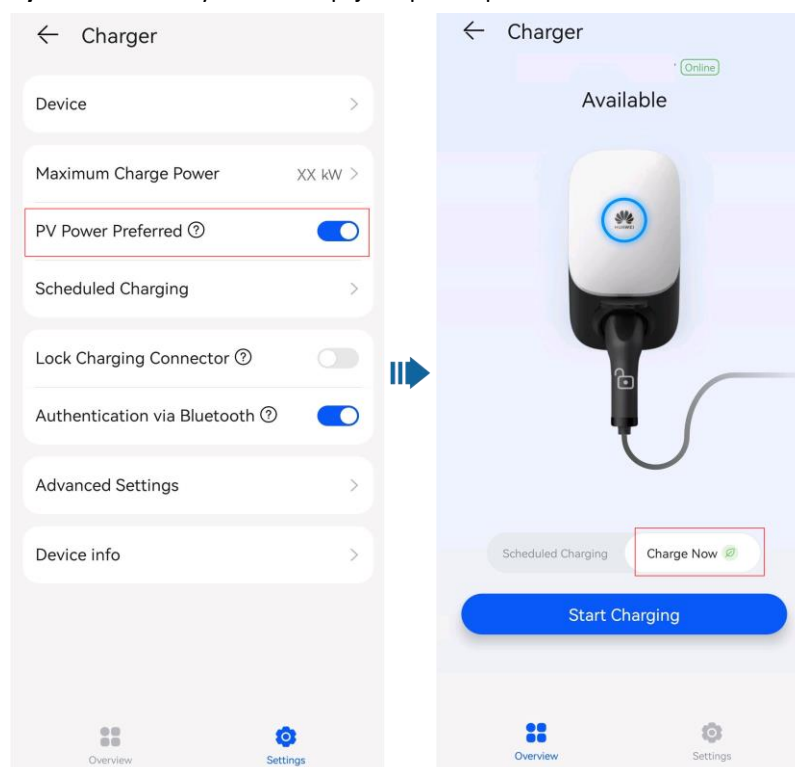 Charger
Device
Maximum Charge Power XX kW
PV Power Preferred ?
Scheduled Charging
Lock Charging Connector ?
Authentication via Bluetooth ?
Advanced Settings
Device info
Overview Settings
Charger
Online
Available
HUAWEI
Scheduled Charging Charge Now
Start Charging
Overview Settings